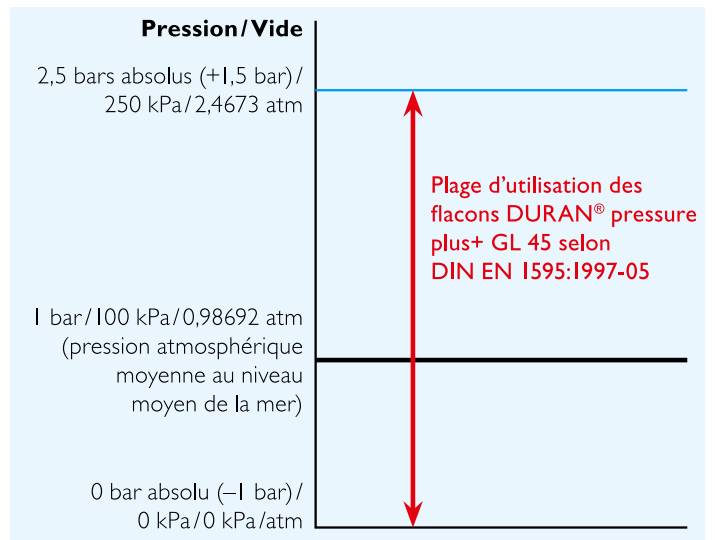 Pression/Vide
2,5 bars absolus (+1,5 bar)/
250 kPa/2,4673 atm
Plage d'utilisation des
flacons DURAN® pressure
plus+ GL 45 selon
DIN EN 1595:1997-05
1 bar/100 kPa/0,98692 atm
(pression atmosphérique
moyenne au niveau
moyen de la mer)
0 bar absolu (–1 bar)/
0 kPa/0 kPa/atm